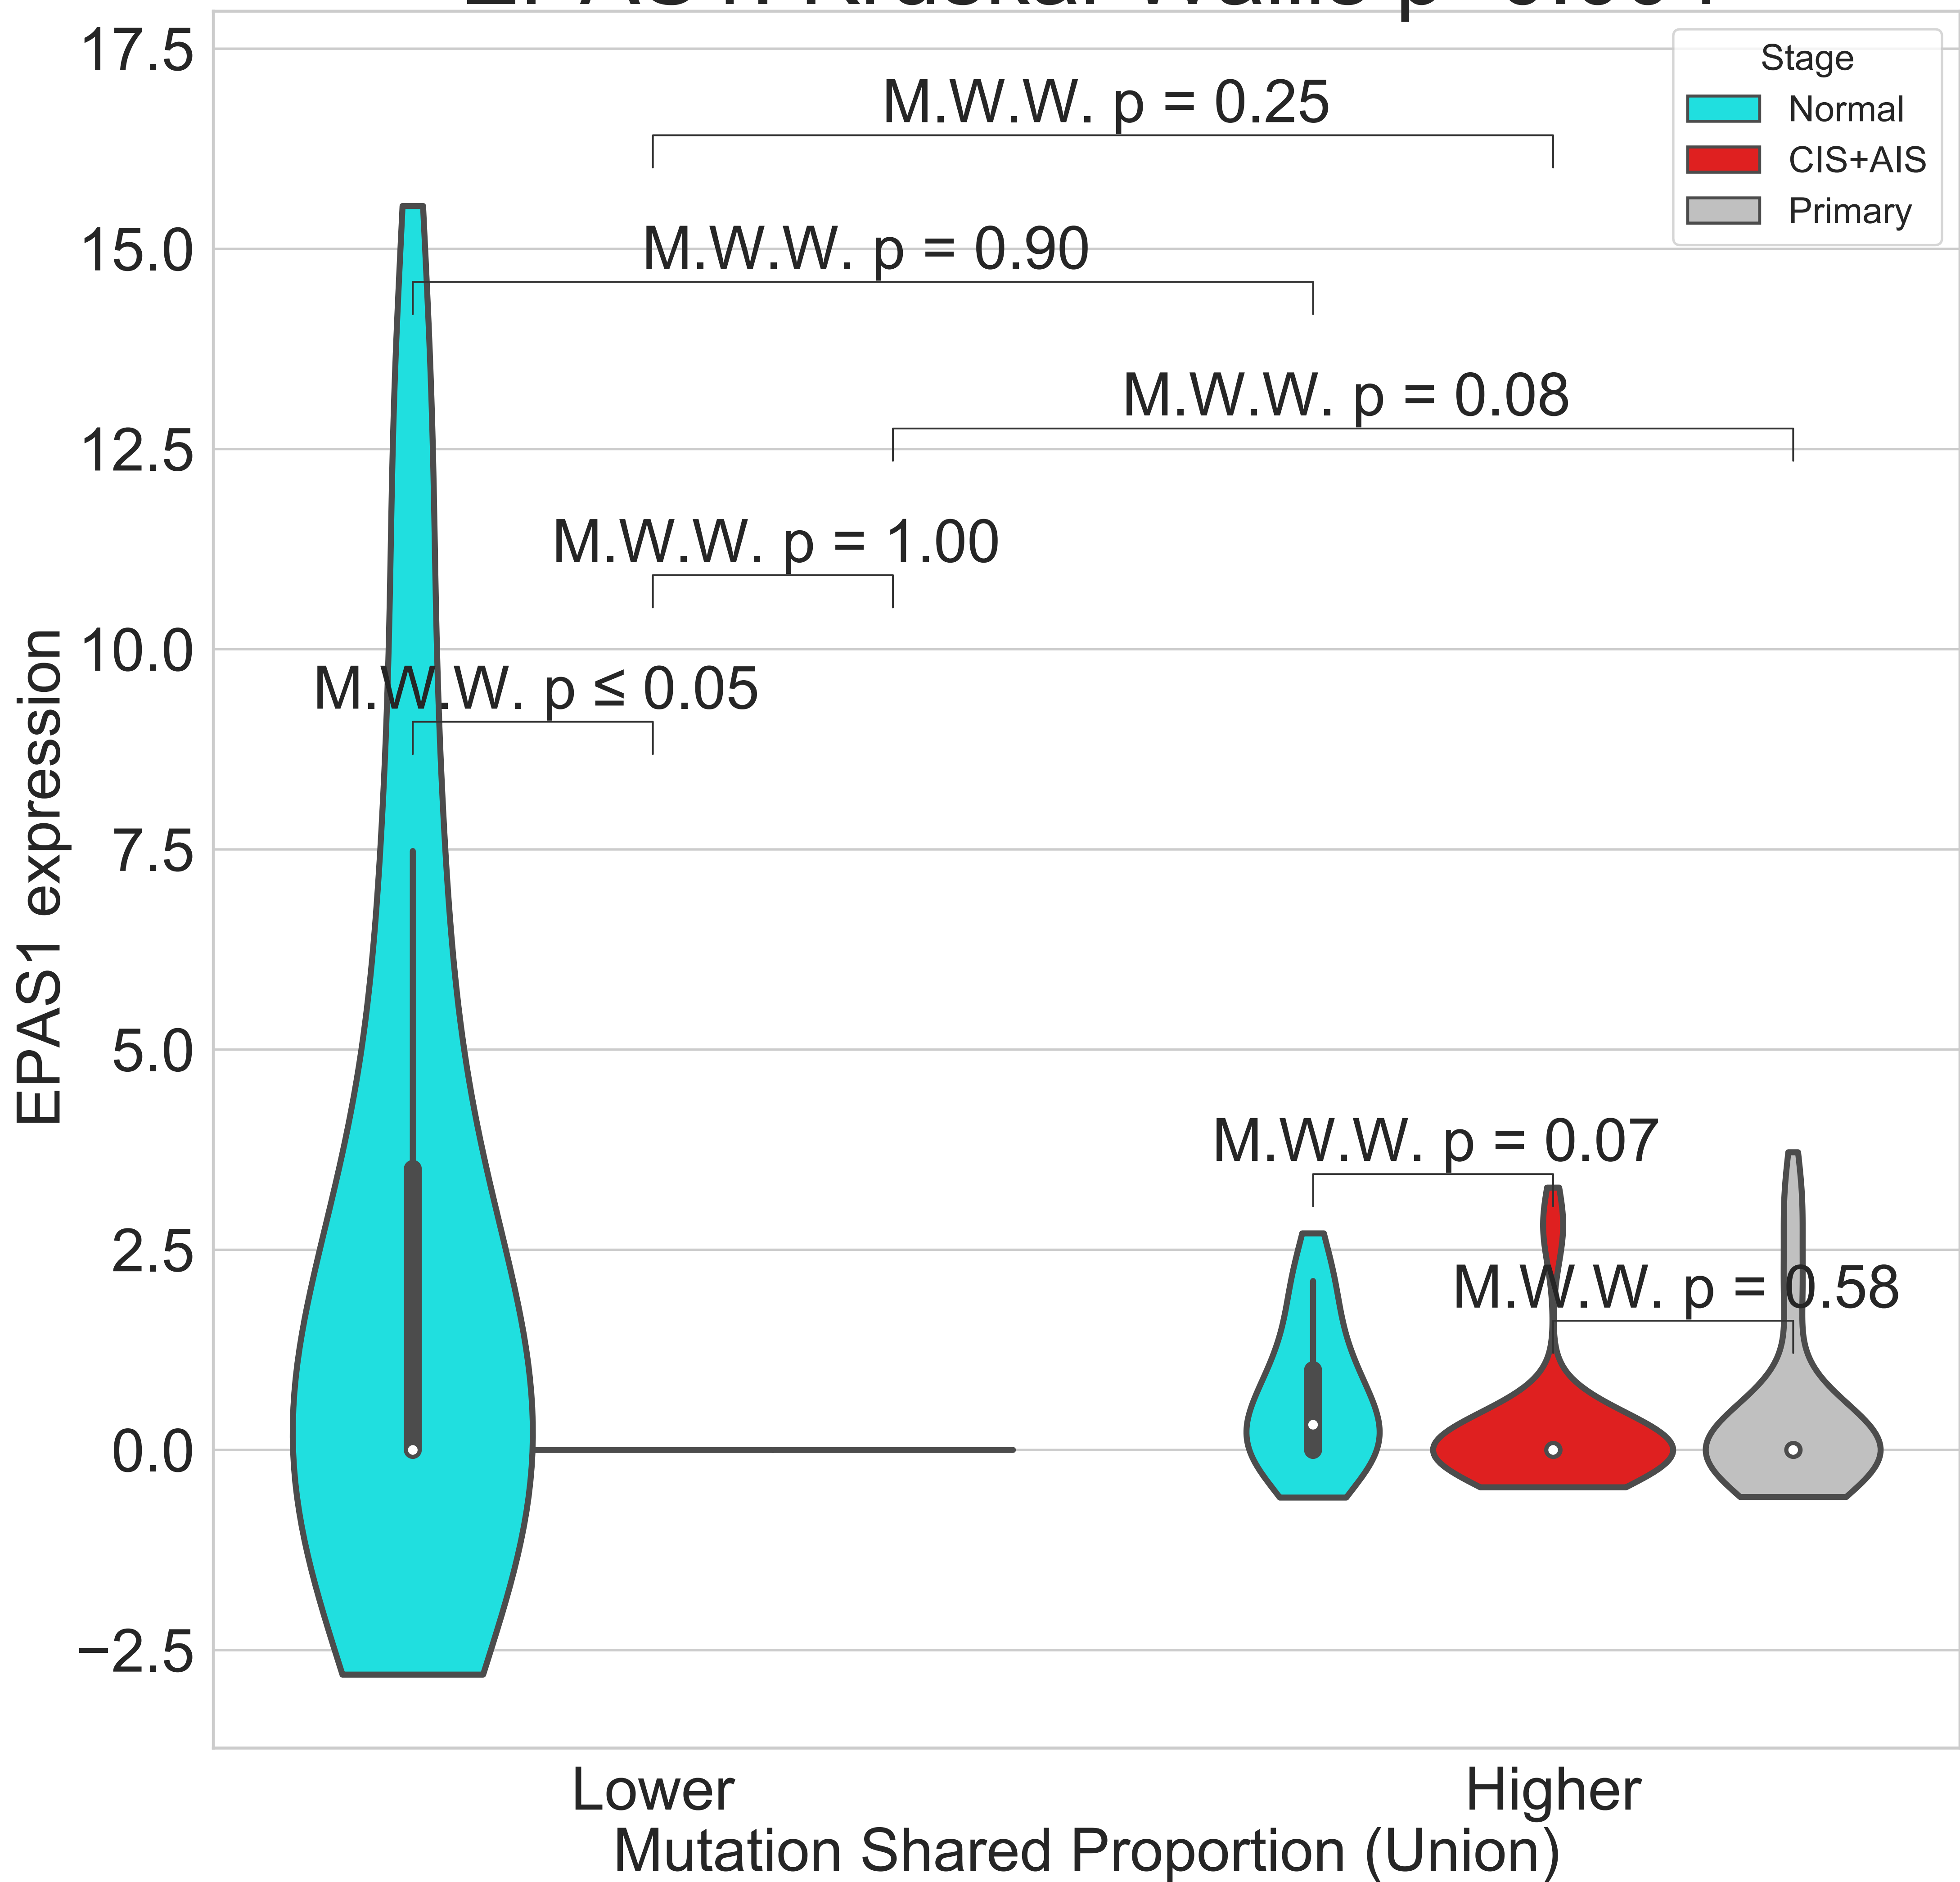 17.5
15.0
12.5
10.0
7.5
5.0
2.5
0.0
−2.5
EPAS1 expression
Stage
Normal
CIS+AIS
Primary
M.W.W. p = 0.25
M.W.W. p = 0.90
M.W.W. p = 0.08
M.W.W. p = 1.00
M.W.W. p ≤ 0.05
M.W.W. p = 0.07
M.W.W. p = 0.58
Lower
Higher
Mutation Shared Proportion (Union)